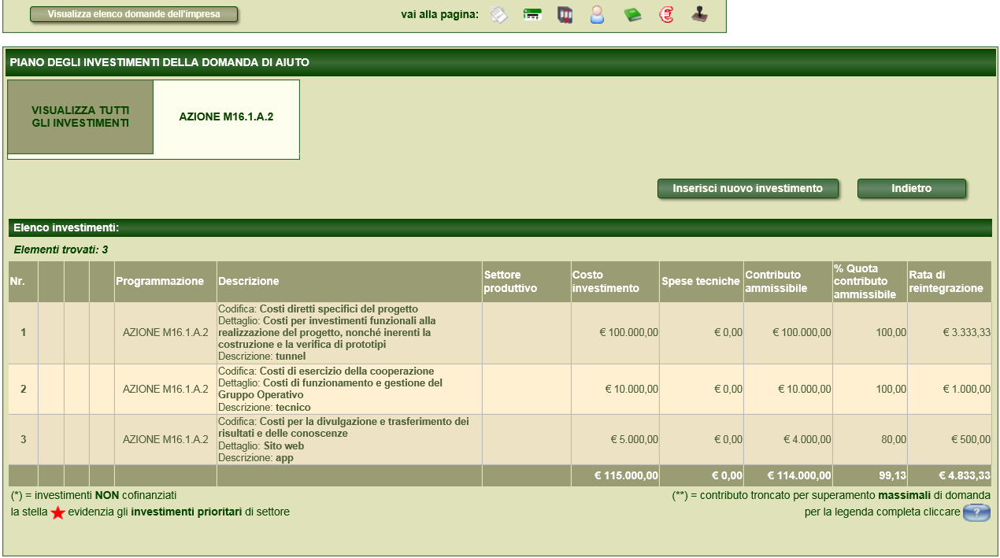 Visualizza elenco domande dell'impresa
vai alla pagina:
PIANO DEGLI INVESTIMENTI DELLA DOMANDA DI AIUTO
VISUALIZZA TUTTI
GLI INVESTIMENTI
AZIONE M16.1.A.2
Inserisci nuovo investimento
Indietro
Elenco investimenti:
Elementi trovati: 3
Nr.
Programmazione
Descrizione
Settore
produttivo
Costo
investimento
Spese tecniche
Contributo
ammissibile
% Quota
contributo
ammissibile
Rata di
reintegrazione
1
AZIONE M16.1.A.2
Codifica: Costi diretti specifici del progetto
Dettaglio: Costi per investimenti funzionali alla
realizzazione del progetto, nonché inerenti la
costruzione e la verifica di prototipi
Descrizione: tunnel
€ 100.000,00
€ 0,00
€ 100.000,00
100,00
€ 3.333,33
2
AZIONE M16.1.A.2
Codifica: Costi di esercizio della cooperazione
Dettaglio: Costi di funzionamento e gestione del
Gruppo Operativo
Descrizione: tecnico
€ 10.000,00
€ 0,00
€ 10.000,00
100,00
€ 1.000,00
3
AZIONE M16.1.A.2
Codifica: Costi per la divulgazione e trasferimento dei
risultati e delle conoscenze
Dettaglio: Sito web
Descrizione: app
€ 5.000,00
€ 0,00
€ 4.000,00
80,00
€ 500,00
€ 115.000,00
€ 0,00
€ 114.000,00
99,13
€ 4.833,33
(*) = investimenti NON cofinanziati
(**) = contributo troncato per superamento massimali di domanda
la stella evidenzia gli investimenti prioritari di settore
per la legenda completa cliccare ?